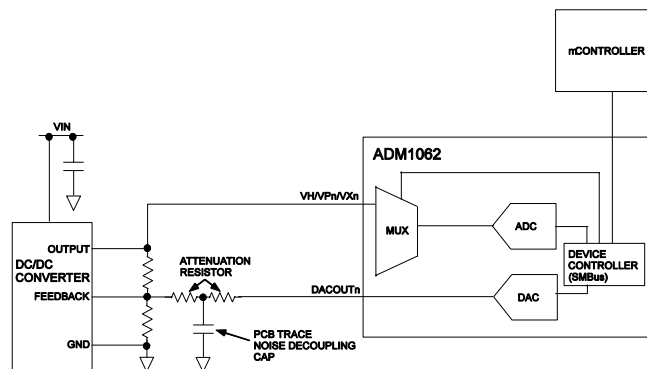 mCONTROLLER
VIN
ADM1062
VH/VPn/VXn
MUX
ADC
OUTPUT
DC/DC
CONVERTER
ATTENUATION
RESISTOR
DEVICE
CONTROLLER
(SMBus)
FEEDBACK
DACOUTn
DAC
PCB TRACE
NOISE DECOUPLING
CAP
GND